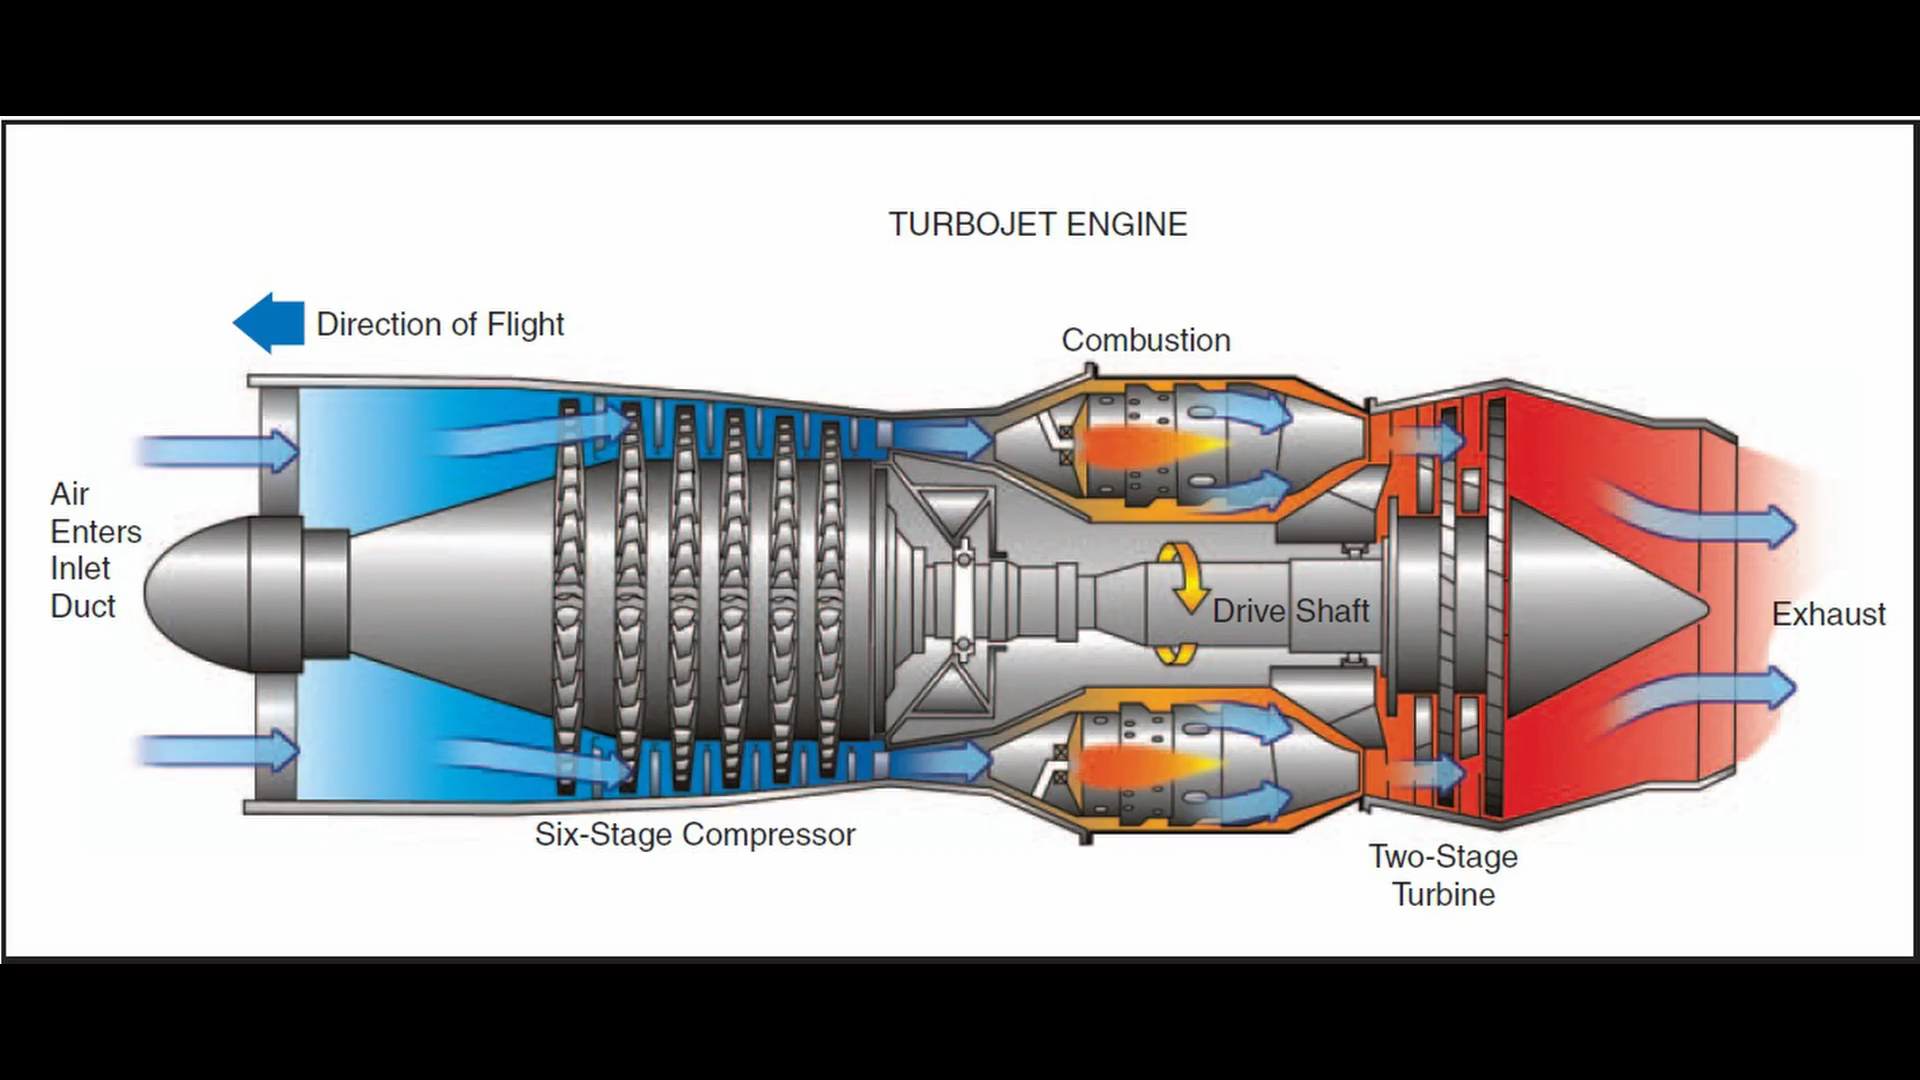 TURBOJET ENGINE
Direction of Flight
Combustion
Air
Enters
Inlet
Duct
Drive Shaft
Exhaust
Six-Stage Compressor
Two-Stage
Turbine